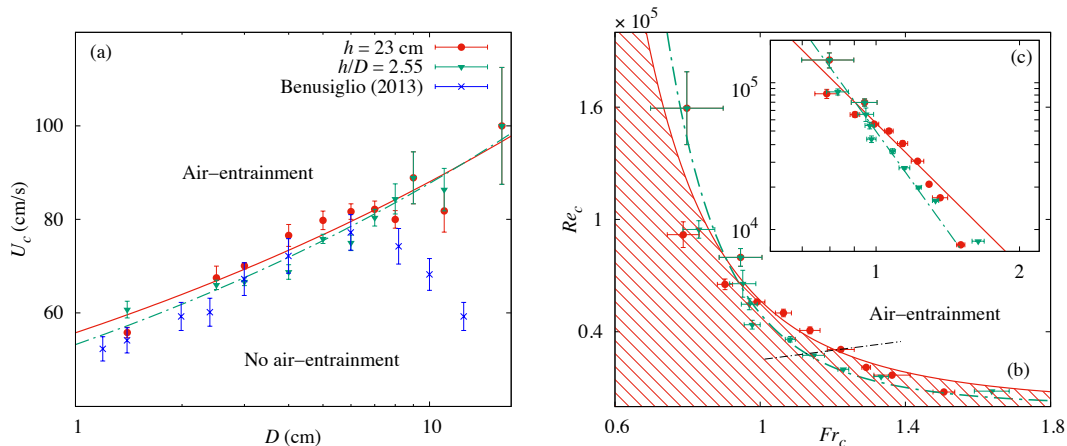 (a)
h = 23 cm
h/D = 2.55
Benusiglio (2013)
Air−entrainment
No air−entrainment
U_c (cm/s)
120
100
80
60
40
1
10
D (cm)
× 10^5
(c)
10^5
10^4
1
2
Air−entrainment
(b)
Re_c
1.6
1
0.4
0.6
1
1.4
1.8
Fr_c